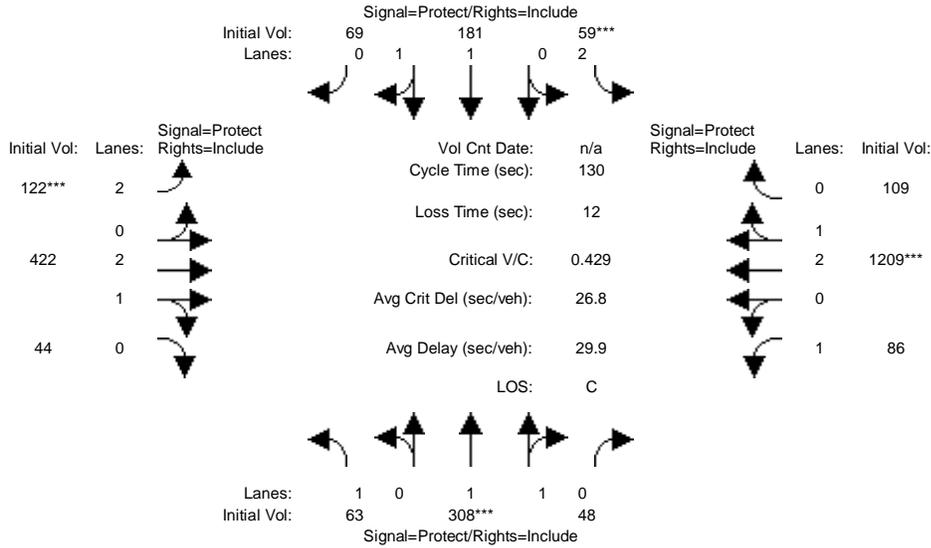 Signal=Protect/Rights=Include
Initial Vol: 69 181 59***
Lanes: 0 1 1 0 2
Signal=Protect Signal=Protect
Initial Vol: Lanes: Rights=Include Vol Cnt Date: n/a Rights=Include Lanes: Initial Vol:
Cycle Time (sec): 130
122*** 2 0 109
Loss Time (sec): 12
0 1
422 2 Critical V/C: 0.429 2 1209***
1 Avg Crit Del (sec/veh): 26.8 0
44 0 Avg Delay (sec/veh): 29.9 1 86
LOS: C
Lanes: 1 0 1 1 0
Initial Vol: 63 308*** 48
Signal=Protect/Rights=Include